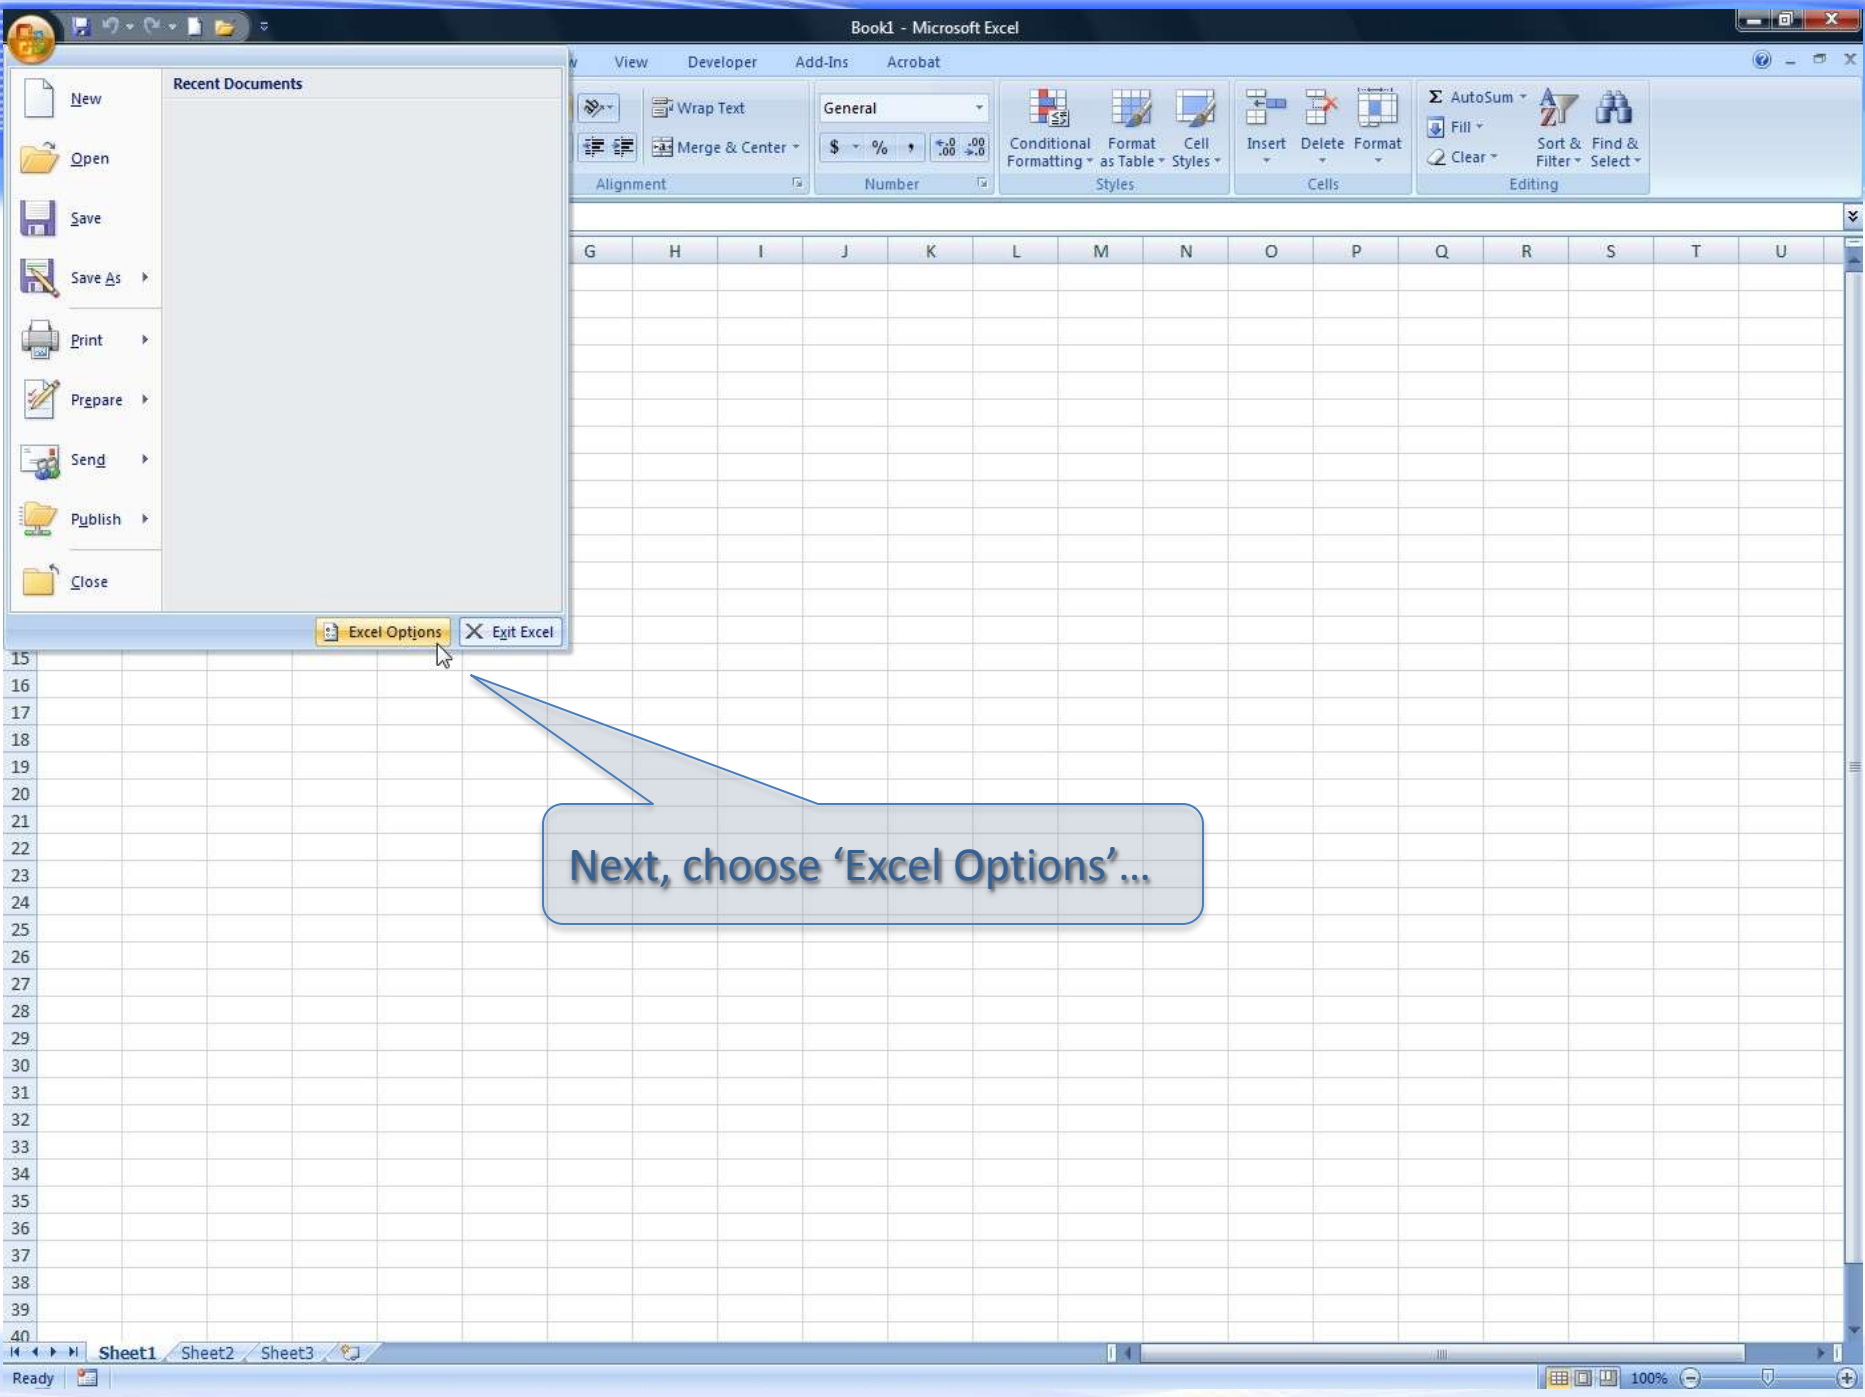 Book1 - Microsoft Excel
View Developer Add-Ins Acrobat
New
Open
Save
Save As
Print
Prepare
Send
Publish
Close
Recent Documents
Excel Options
Exit Excel
Wrap Text
Merge & Center
Alignment
General
$ % , .0 .00 .00 .0
Number
Conditional Formatting
Format as Table
Cell Styles
Styles
Insert Delete Format
Cells
Σ AutoSum
Fill
Clear
Sort & Filter
Find & Select
Editing
G H I J K L M N O P Q R S T U
15
16
17
18
19
20
21
22
23
24
25
26
27
28
29
30
31
32
33
34
35
36
37
38
39
40
Next, choose ‘Excel Options’…
Sheet1 Sheet2 Sheet3
Ready
100%